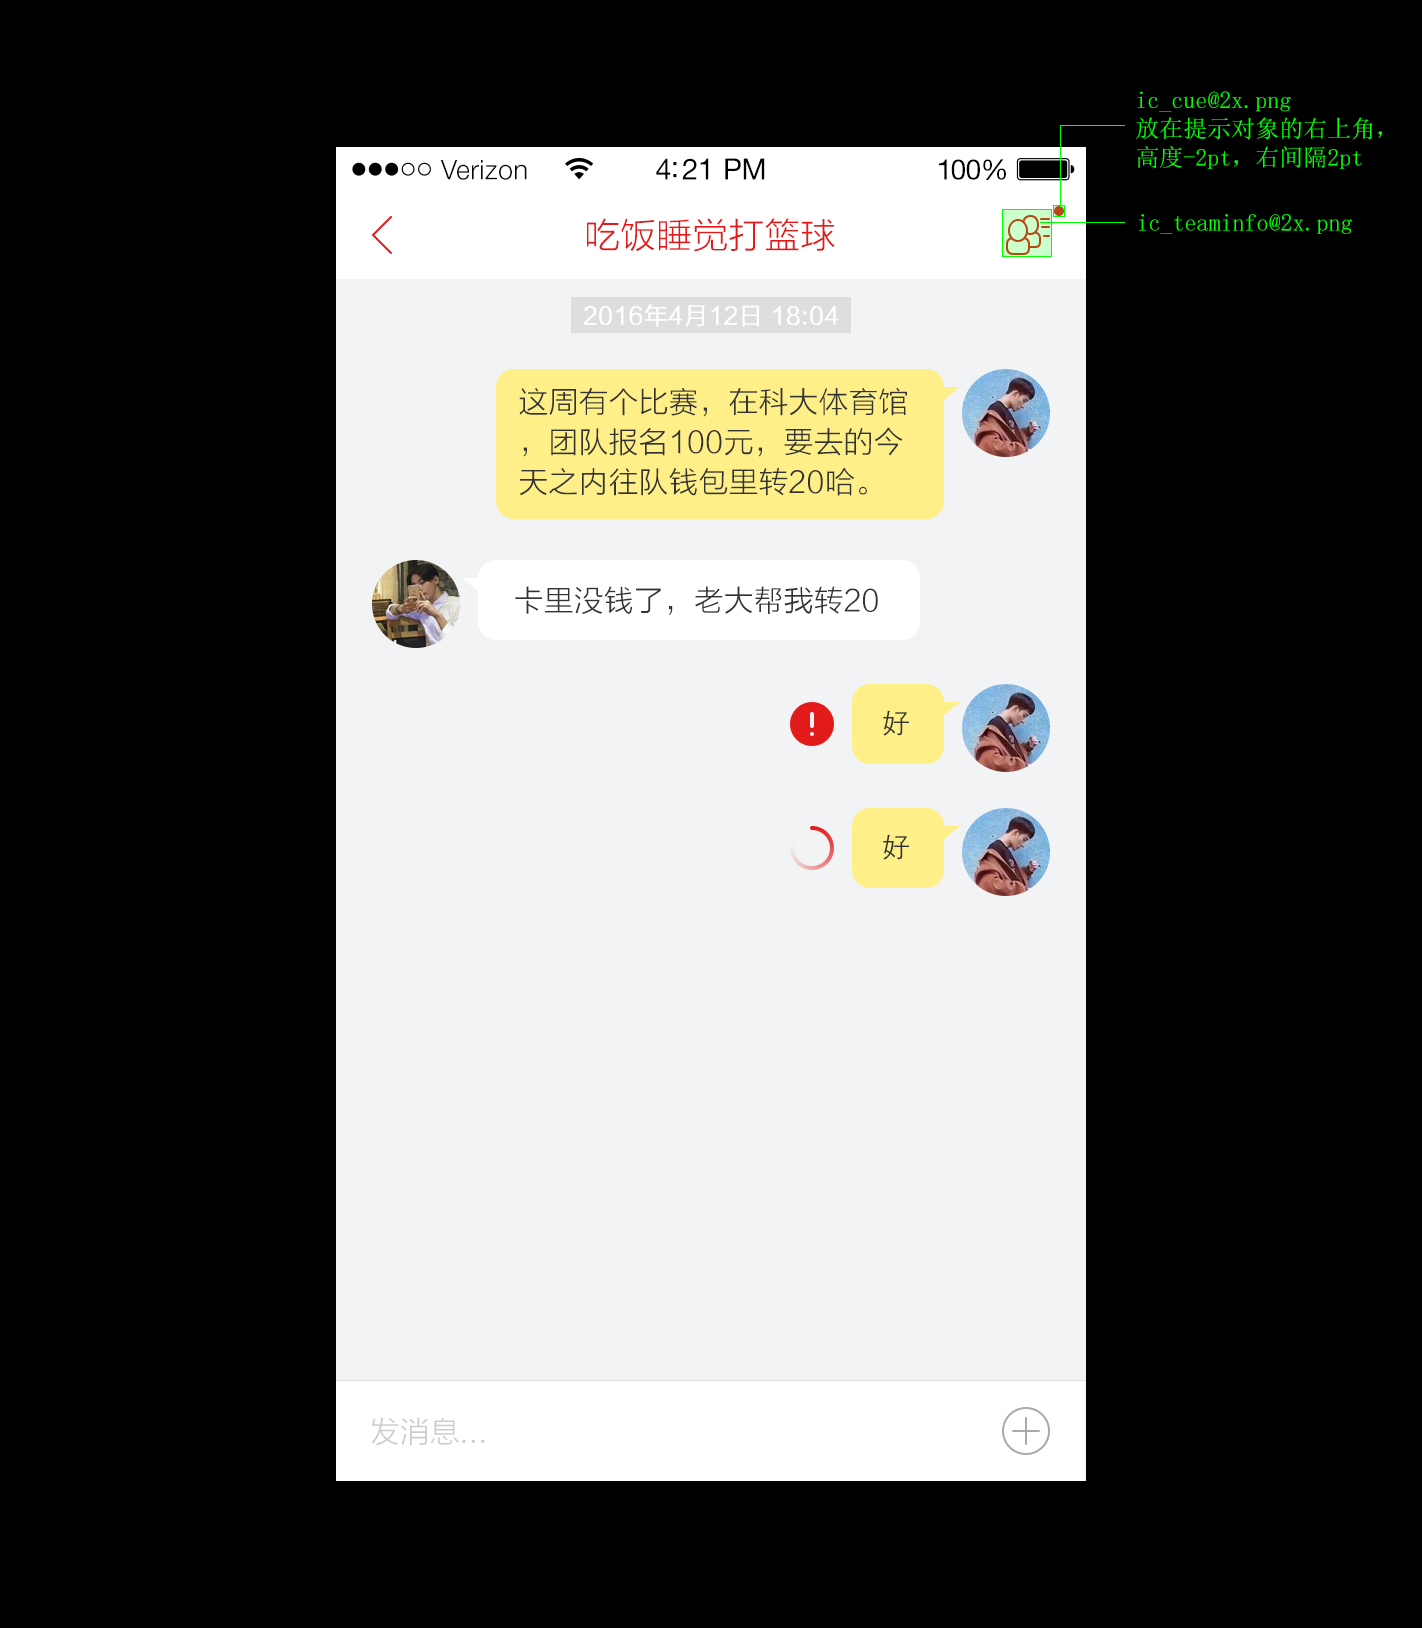 ic_cue@2x.png
放在提示对象的右上角，
高度-2pt，右间隔2pt
Verizon
4:21 PM
100%
吃饭睡觉打篮球
ic_teaminfo@2x.png
2016年4月12日 18:04
这周有个比赛，在科大体育馆
，团队报名100元，要去的今
天之内往队钱包里转20哈。
卡里没钱了，老大帮我转20
好
好
发消息...